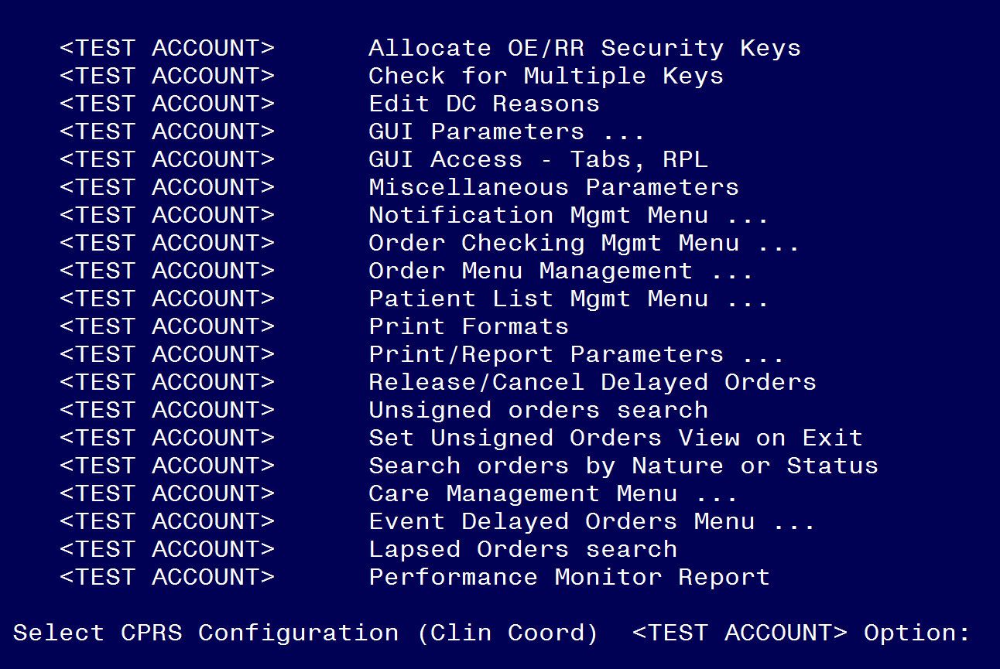 <TEST ACCOUNT> Allocate OE/RR Security Keys
<TEST ACCOUNT> Check for Multiple Keys
<TEST ACCOUNT> Edit DC Reasons
<TEST ACCOUNT> GUI Parameters ...
<TEST ACCOUNT> GUI Access - Tabs, RPL
<TEST ACCOUNT> Miscellaneous Parameters
<TEST ACCOUNT> Notification Mgmt Menu ...
<TEST ACCOUNT> Order Checking Mgmt Menu ...
<TEST ACCOUNT> Order Menu Management ...
<TEST ACCOUNT> Patient List Mgmt Menu ...
<TEST ACCOUNT> Print Formats
<TEST ACCOUNT> Print/Report Parameters ...
<TEST ACCOUNT> Release/Cancel Delayed Orders
<TEST ACCOUNT> Unsigned orders search
<TEST ACCOUNT> Set Unsigned Orders View on Exit
<TEST ACCOUNT> Search orders by Nature or Status
<TEST ACCOUNT> Care Management Menu ...
<TEST ACCOUNT> Event Delayed Orders Menu ...
<TEST ACCOUNT> Lapsed Orders search
<TEST ACCOUNT> Performance Monitor Report
Select CPRS Configuration (Clin Coord) <TEST ACCOUNT> Option: